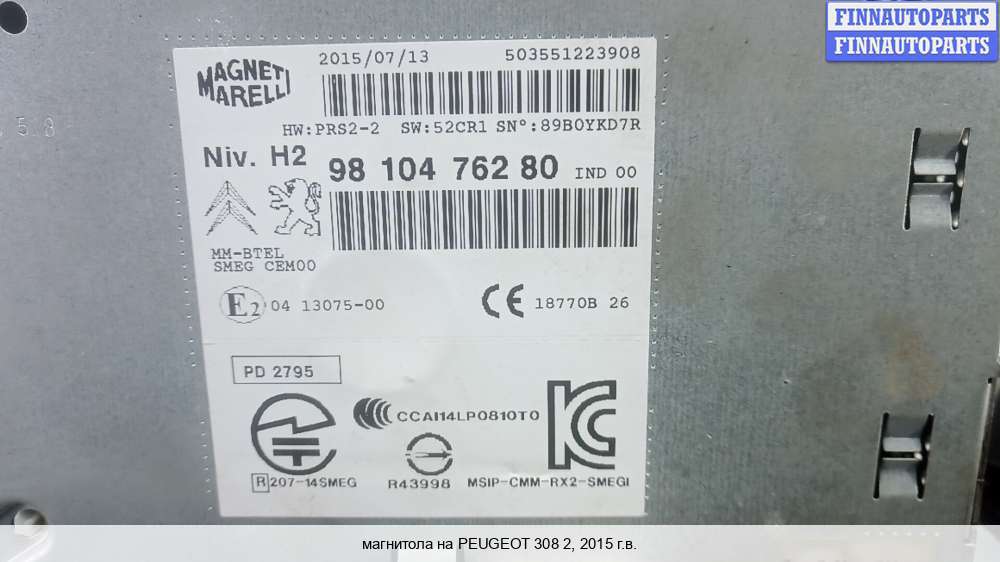 FINNAUTOPARTS
FINNAUTOPARTS
MAGNETI
MARELLI
2015/07/13 503551223908
HW:PRS2-2 SW:52CR1 SN°:89B0YKD7R
Niv. H2
98 104 762 80 IND 00
MM-BTEL
SMEG CEM00
E2 04 13075-00
CE 18770B 26
PD 2795
CCAI14LP0810T0
R 207-14SMEG
R43998
MSIP-CMM-RX2-SMEGI
магнитола на PEUGEOT 308 2, 2015 г.в.